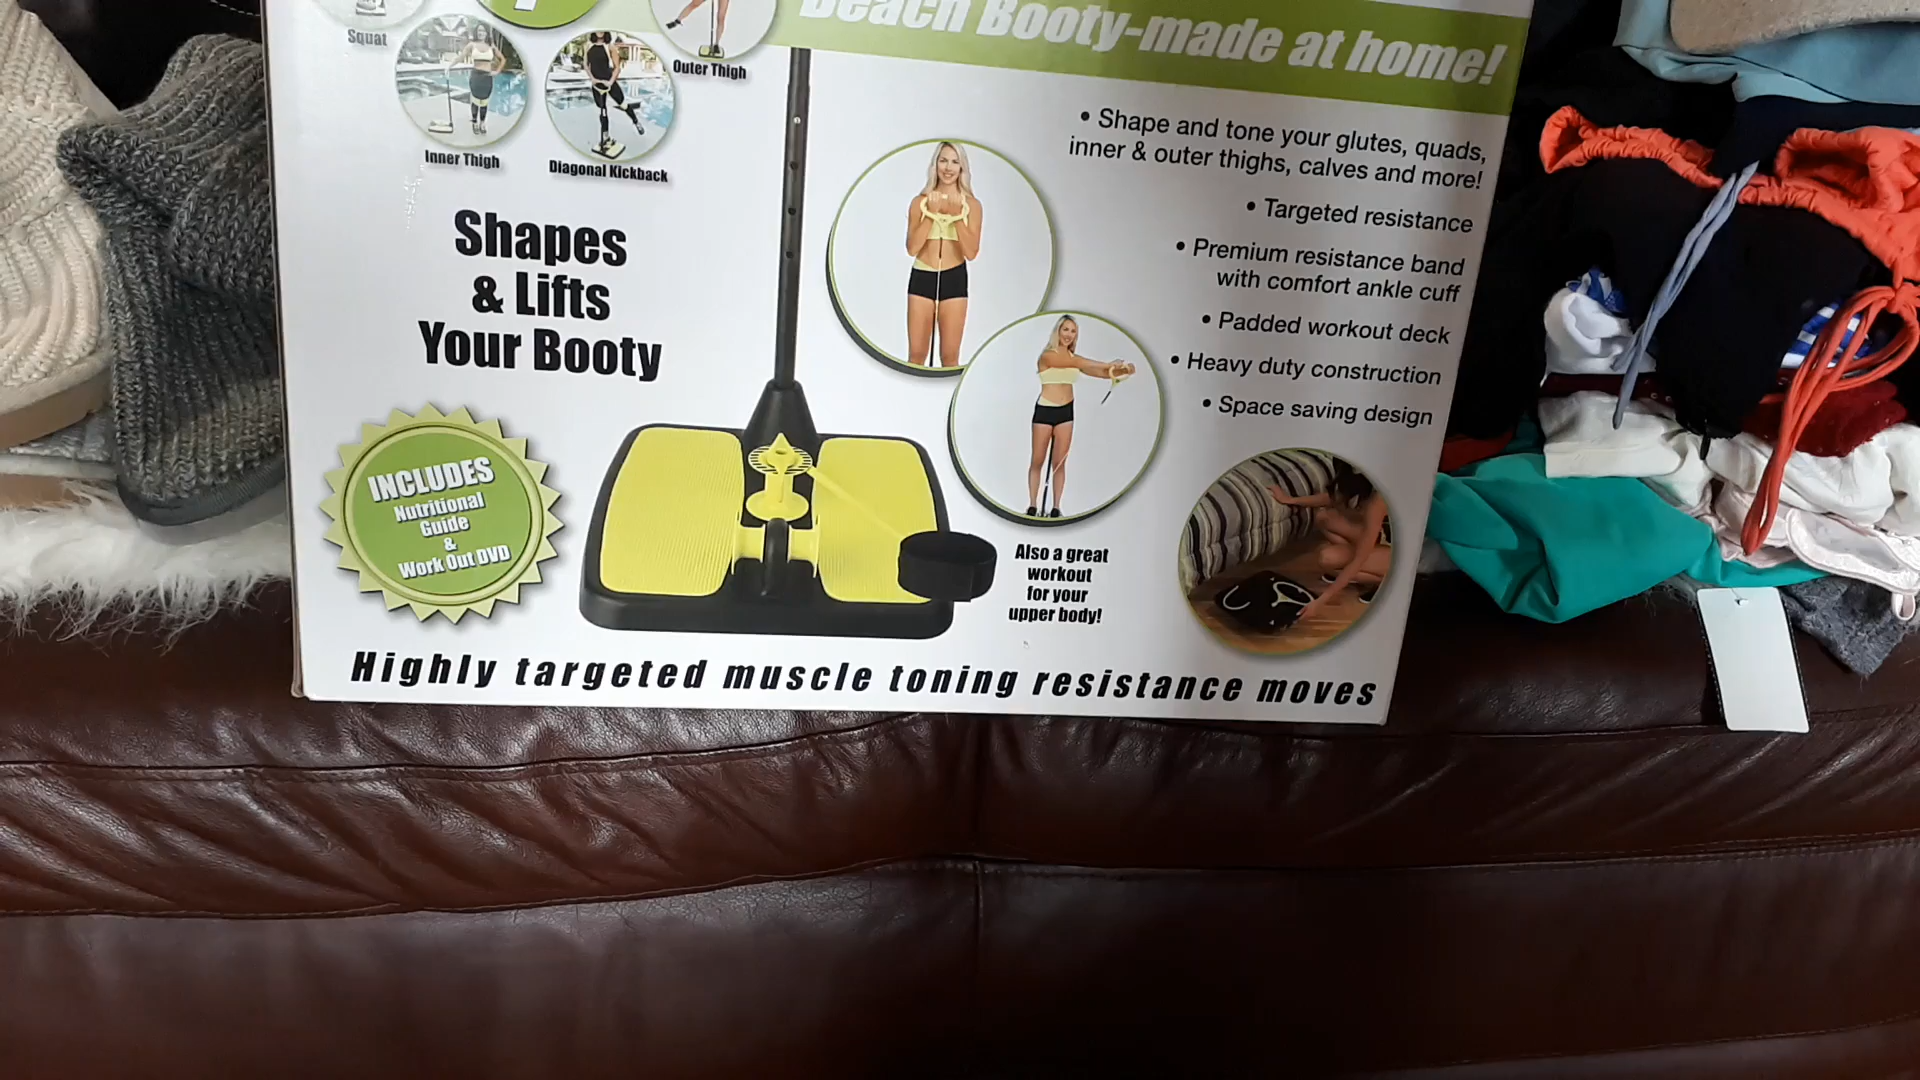 Beach Booty-made at home!
Squat
Inner Thigh
Diagonal Kickback
Outer Thigh
• Shape and tone your glutes, quads,
inner & outer thighs, calves and more!
• Targeted resistance
• Premium resistance band
with comfort ankle cuff
• Padded workout deck
• Heavy duty construction
• Space saving design
Shapes
& Lifts
Your Booty
INCLUDES
Nutritional
Guide
&
Work Out DVD
Also a great
workout
for your
upper body!
Highly targeted muscle toning resistance moves